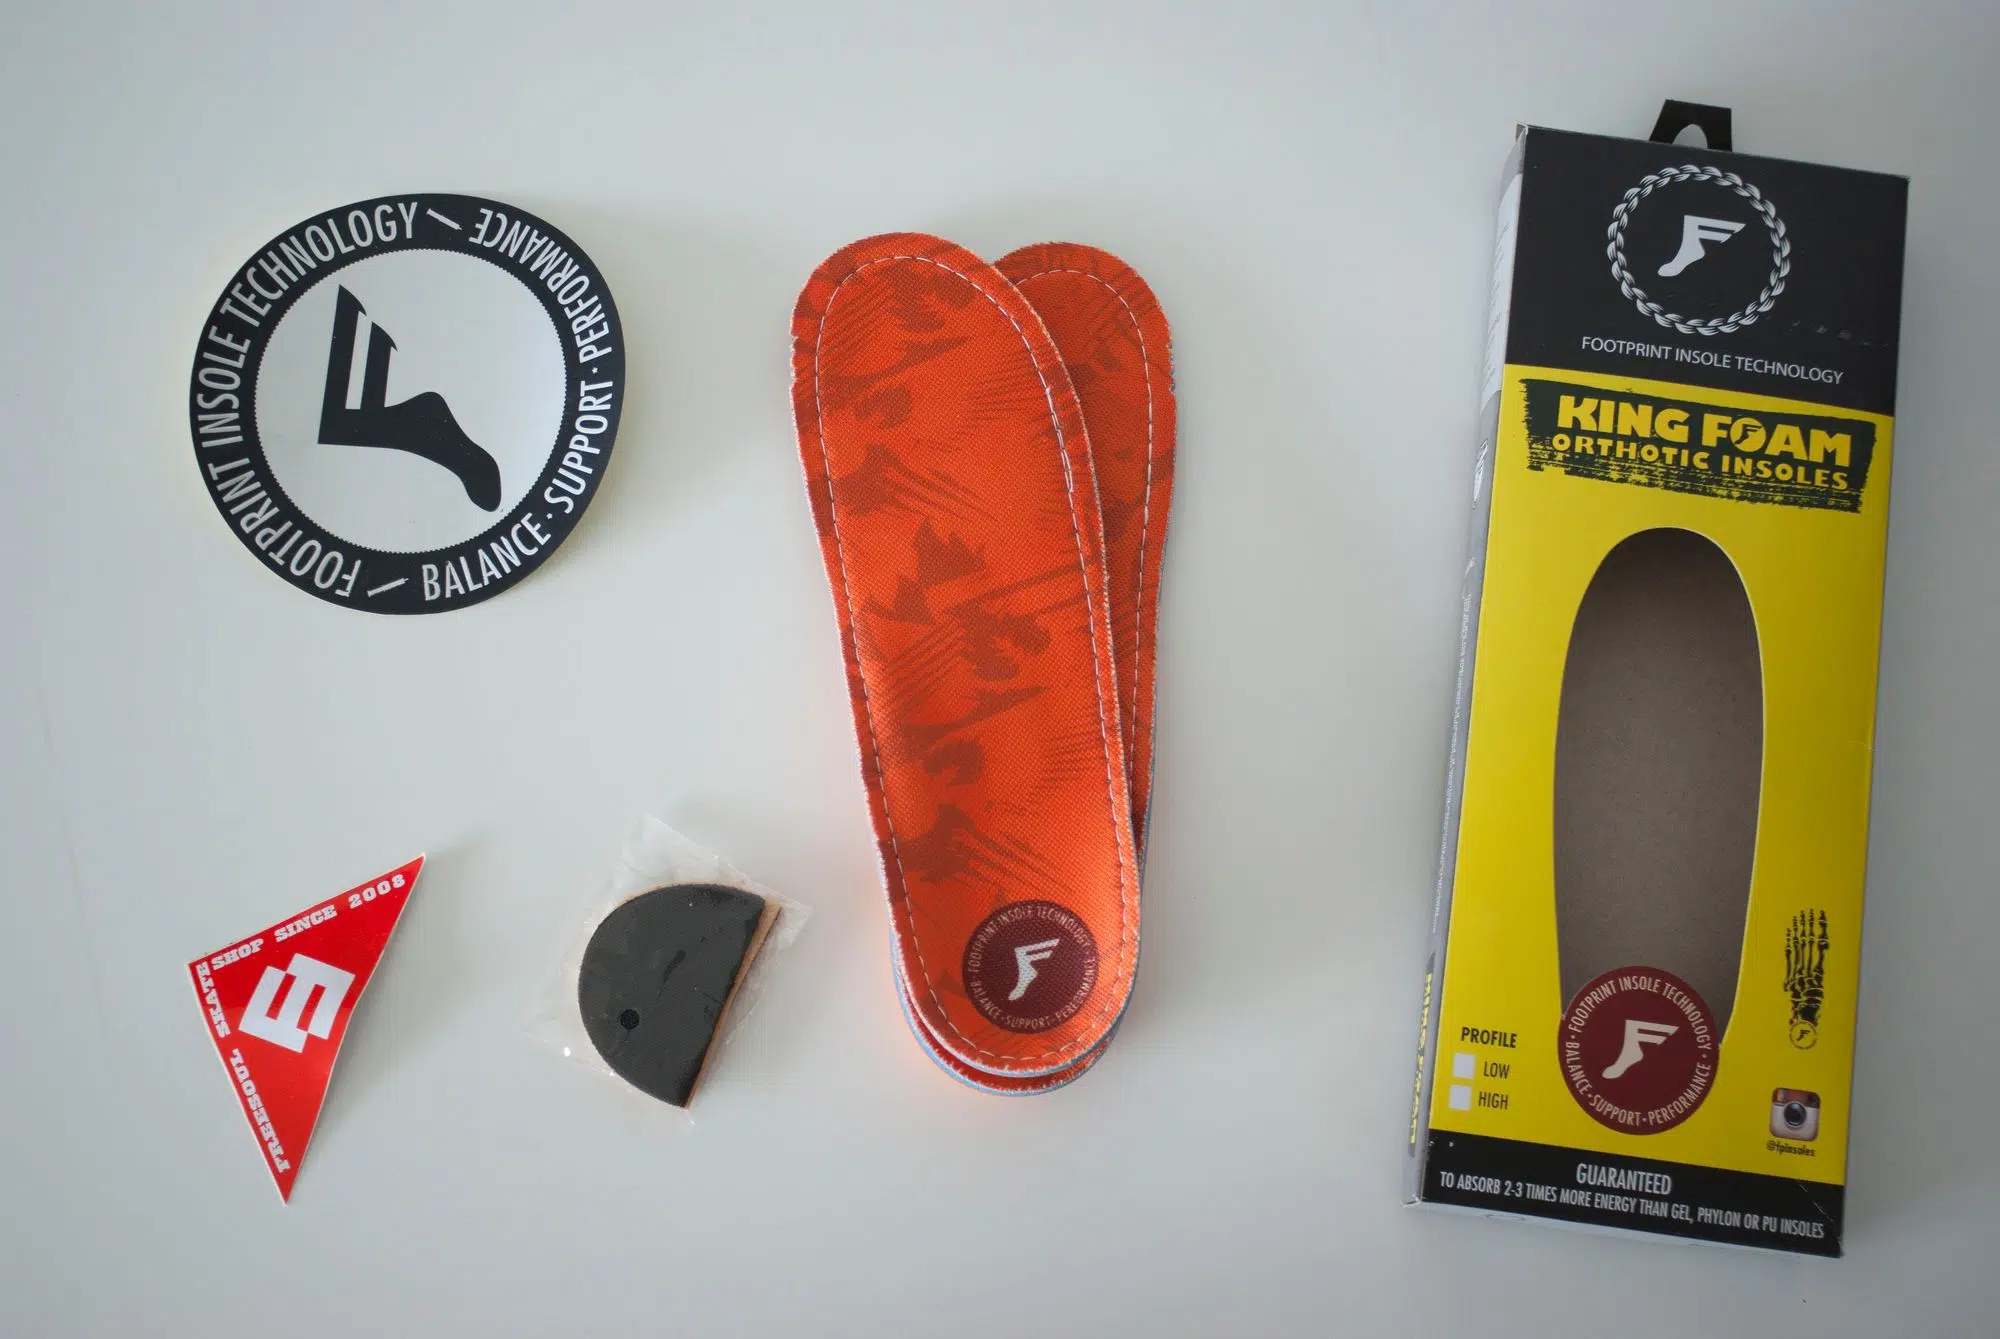 FOOTPRINT INSOLE TECHNOLOGY
BALANCE · SUPPORT · PERFORMANCE
FREESOUL SKATE
SHOP SINCE 2008
FOOTPRINT INSOLE TECHNOLOGY
BALANCE · SUPPORT · PERFORMANCE
FOOTPRINT INSOLE TECHNOLOGY
KING FOAM
ORTHOTIC INSOLES
FOOTPRINT INSOLE TECHNOLOGY
BALANCE · SUPPORT · PERFORMANCE
PROFILE
LOW
HIGH
@fpinsoles
GUARANTEED
TO ABSORB 2-3 TIMES MORE ENERGY THAN GEL, PHYLON OR PU INSOLES